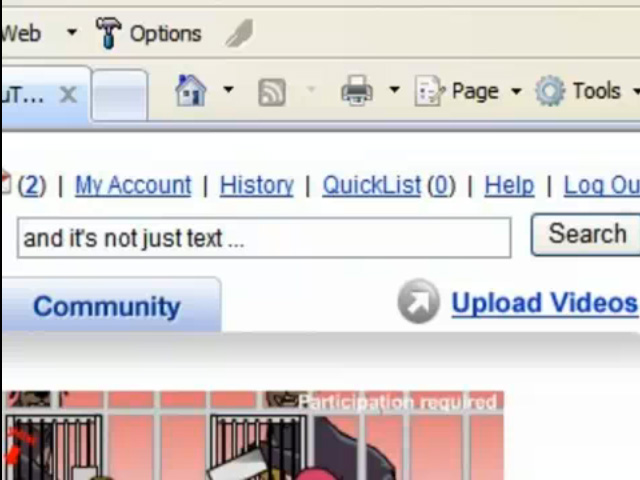 Web Options
uT... Page Tools
(2) | My Account | History | QuickList (0) | Help | Log Ou
and it's not just text ... Search
Community Upload Videos
Participation required